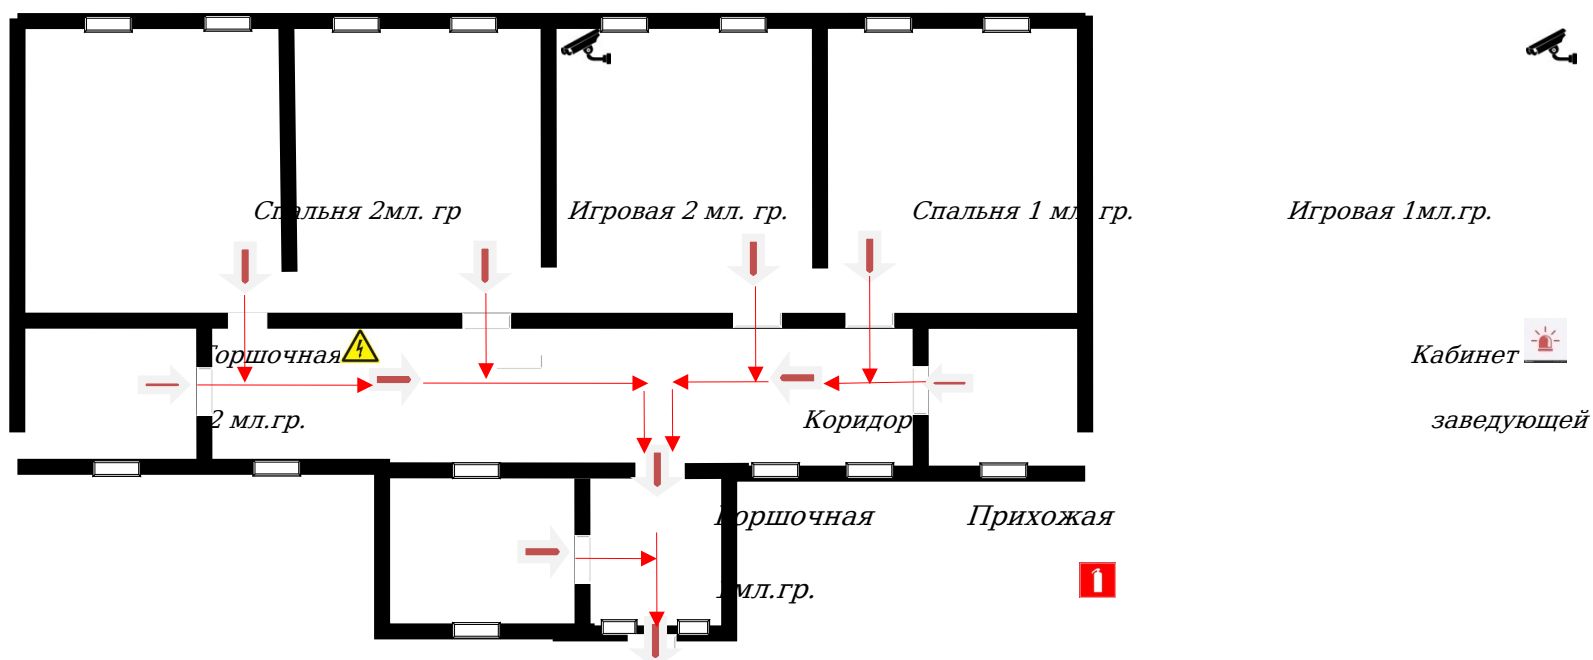 Спальня 2мл. гр
Игровая 2 мл. гр.
Спальня 1 мл. гр.
Игровая 1мл.гр.
Горшочная
Кабинет
2 мл.гр.
Коридор
заведующей
Горшочная
Прихожая
1мл.гр.